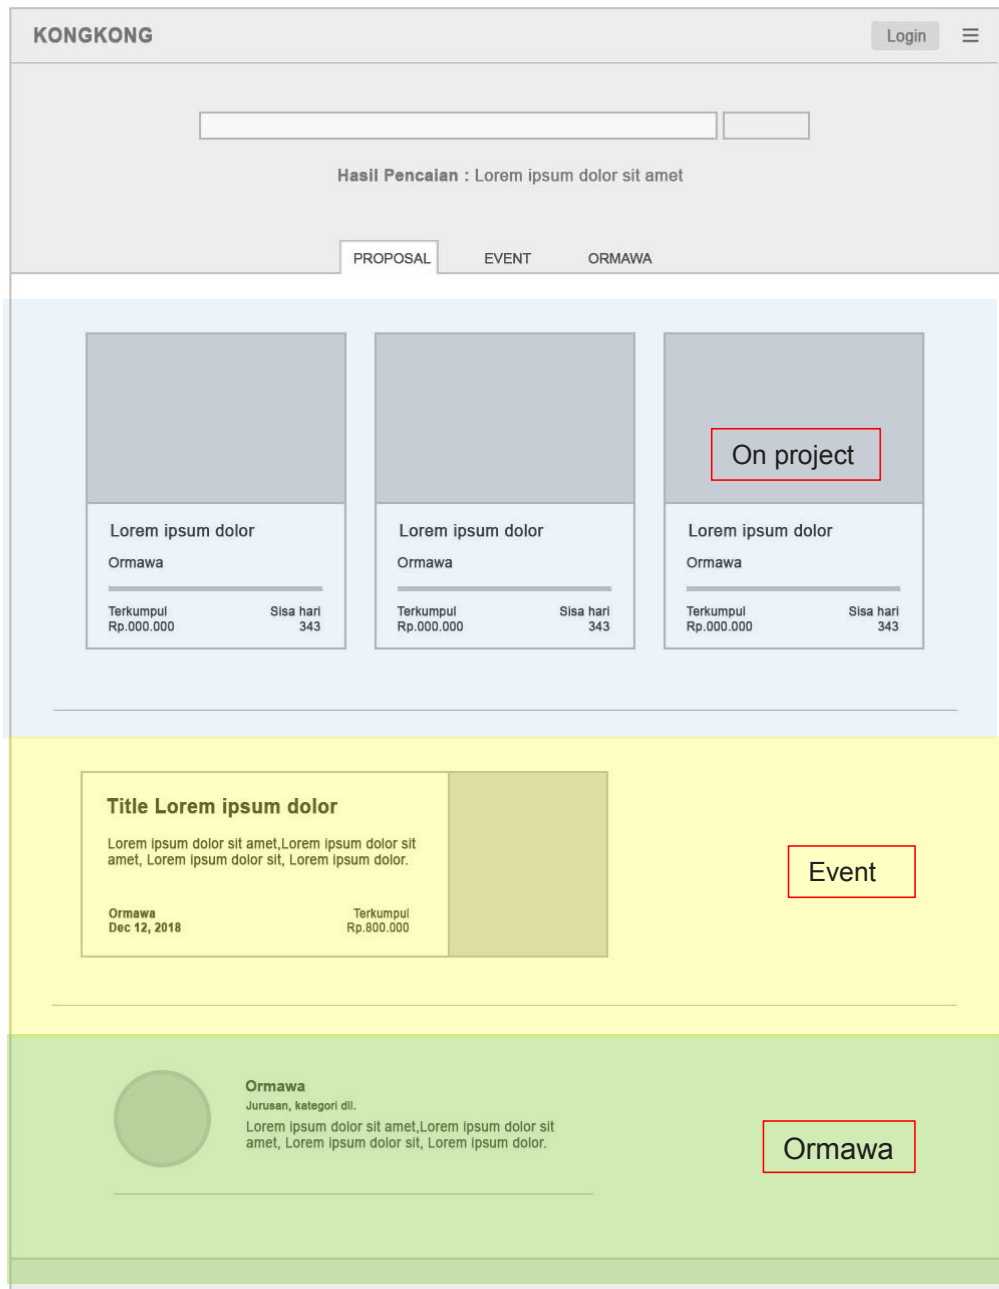 KONGKONG
Login
Hasil Pencaian : Lorem ipsum dolor sit amet
PROPOSAL EVENT ORMAWA
On project
Lorem ipsum dolor
Ormawa
Terkumpul Sisa hari
Rp.000.000 343
Lorem ipsum dolor
Ormawa
Terkumpul Sisa hari
Rp.000.000 343
Lorem ipsum dolor
Ormawa
Terkumpul Sisa hari
Rp.000.000 343
Title Lorem ipsum dolor
Lorem ipsum dolor sit amet,Lorem ipsum dolor sit
amet, Lorem ipsum dolor sit, Lorem ipsum dolor.
Ormawa Terkumpul
Dec 12, 2018 Rp.800.000
Event
Ormawa
Jurusan, kategori dll.
Lorem ipsum dolor sit amet,Lorem ipsum dolor sit
amet, Lorem ipsum dolor sit, Lorem ipsum dolor.
Ormawa